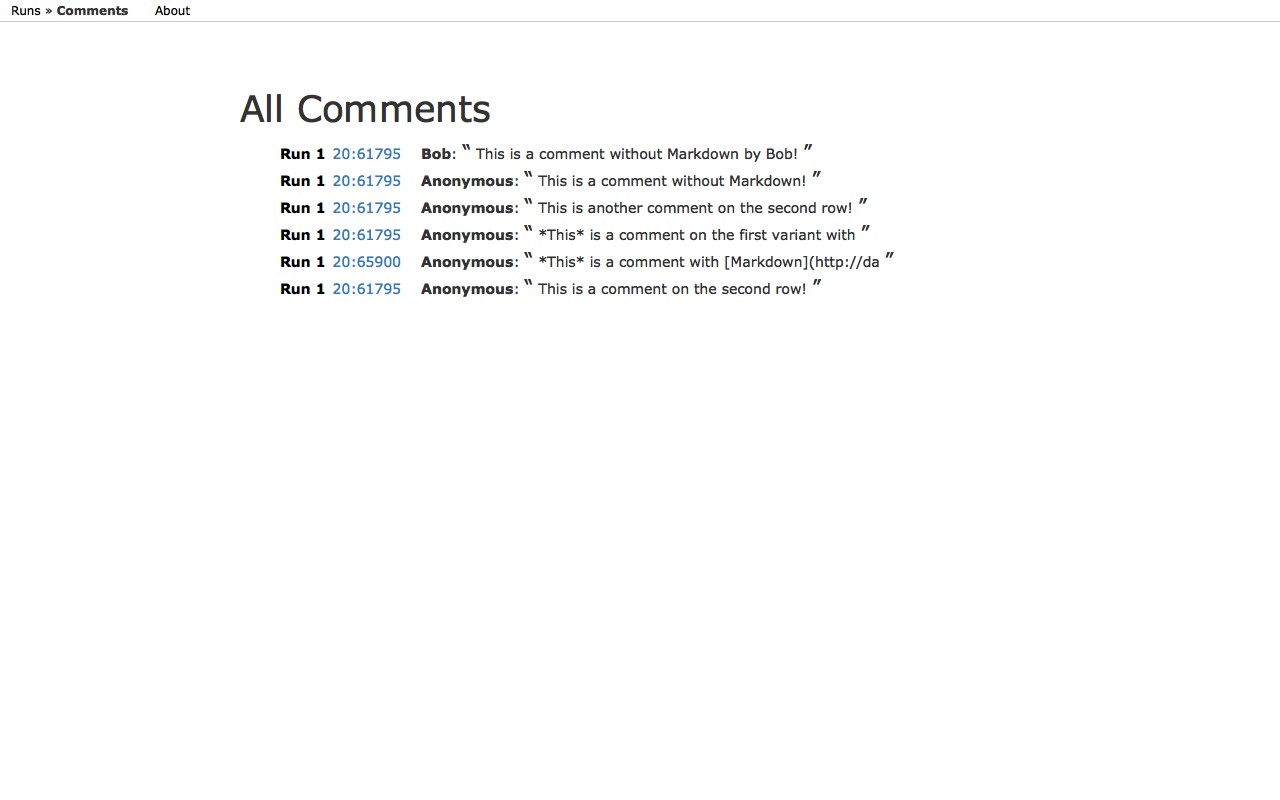 Runs » Comments About
All Comments
Run 1 20:61795 Bob: “ This is a comment without Markdown by Bob! ”
Run 1 20:61795 Anonymous: “ This is a comment without Markdown! ”
Run 1 20:61795 Anonymous: “ This is another comment on the second row! ”
Run 1 20:61795 Anonymous: “ *This* is a comment on the first variant with ”
Run 1 20:65900 Anonymous: “ *This* is a comment with [Markdown](http://da ”
Run 1 20:61795 Anonymous: “ This is a comment on the second row! ”